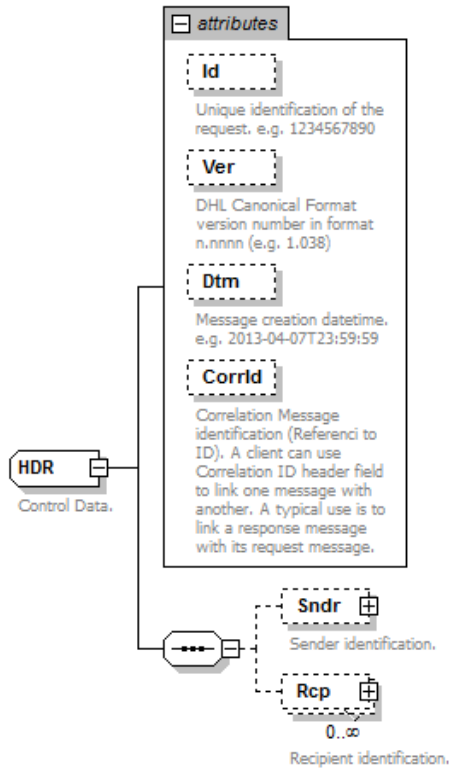 attributes
Id
Unique identification of the
request. e.g. 1234567890
Ver
DHL Canonical Format
version number in format
n.nnnn (e.g. 1.038)
Dtm
Message creation datetime.
e.g. 2013-04-07T23:59:59
CorrId
Correlation Message
identification (Referenci to
ID). A client can use
Correlation ID header field
to link one message with
another. A typical use is to
link a response message
with its request message.
HDR
Control Data.
Sndr
Sender identification.
Rcp
0..∞
Recipient identification.